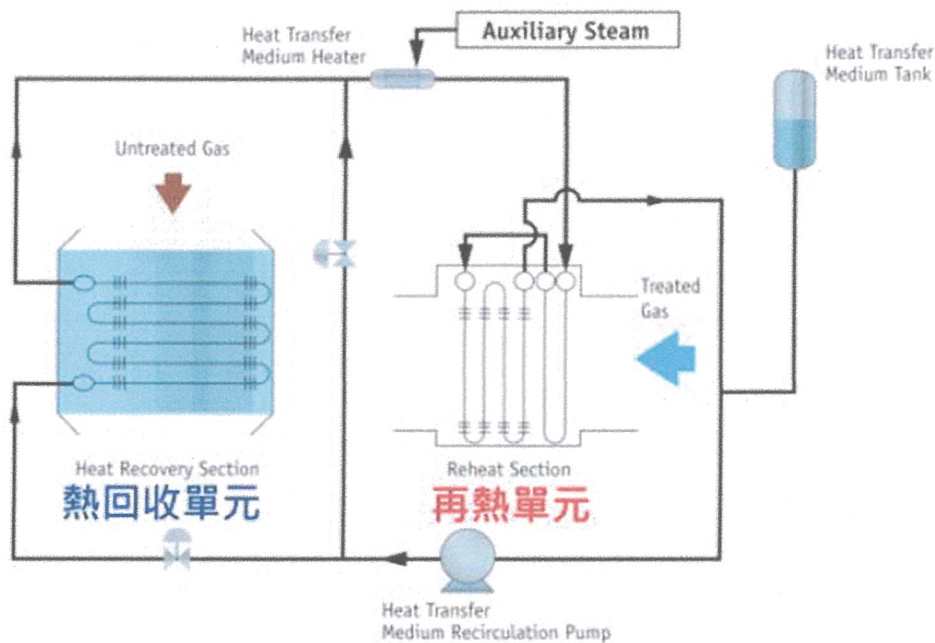 Heat Transfer
Medium Heater
Auxiliary Steam
Heat Transfer
Medium Tank
Untreated Gas
Treated
Gas
Heat Recovery Section
熱回收單元
Reheat Section
再熱單元
Heat Transfer
Medium Recirculation Pump